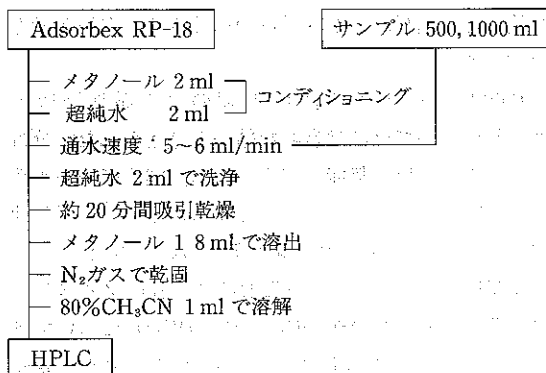 Adsorbex RP-18
サンプル 500, 1000 ml
メタノール 2 ml
コンディショニング
超純水 2 ml
通水速度 5~6 ml/min
超純水 2 ml で洗浄
約 20 分間吸引乾燥
メタノール 1 8 ml で溶出
N₂ガスで乾固
80%CH₃CN 1 ml で溶解
HPLC